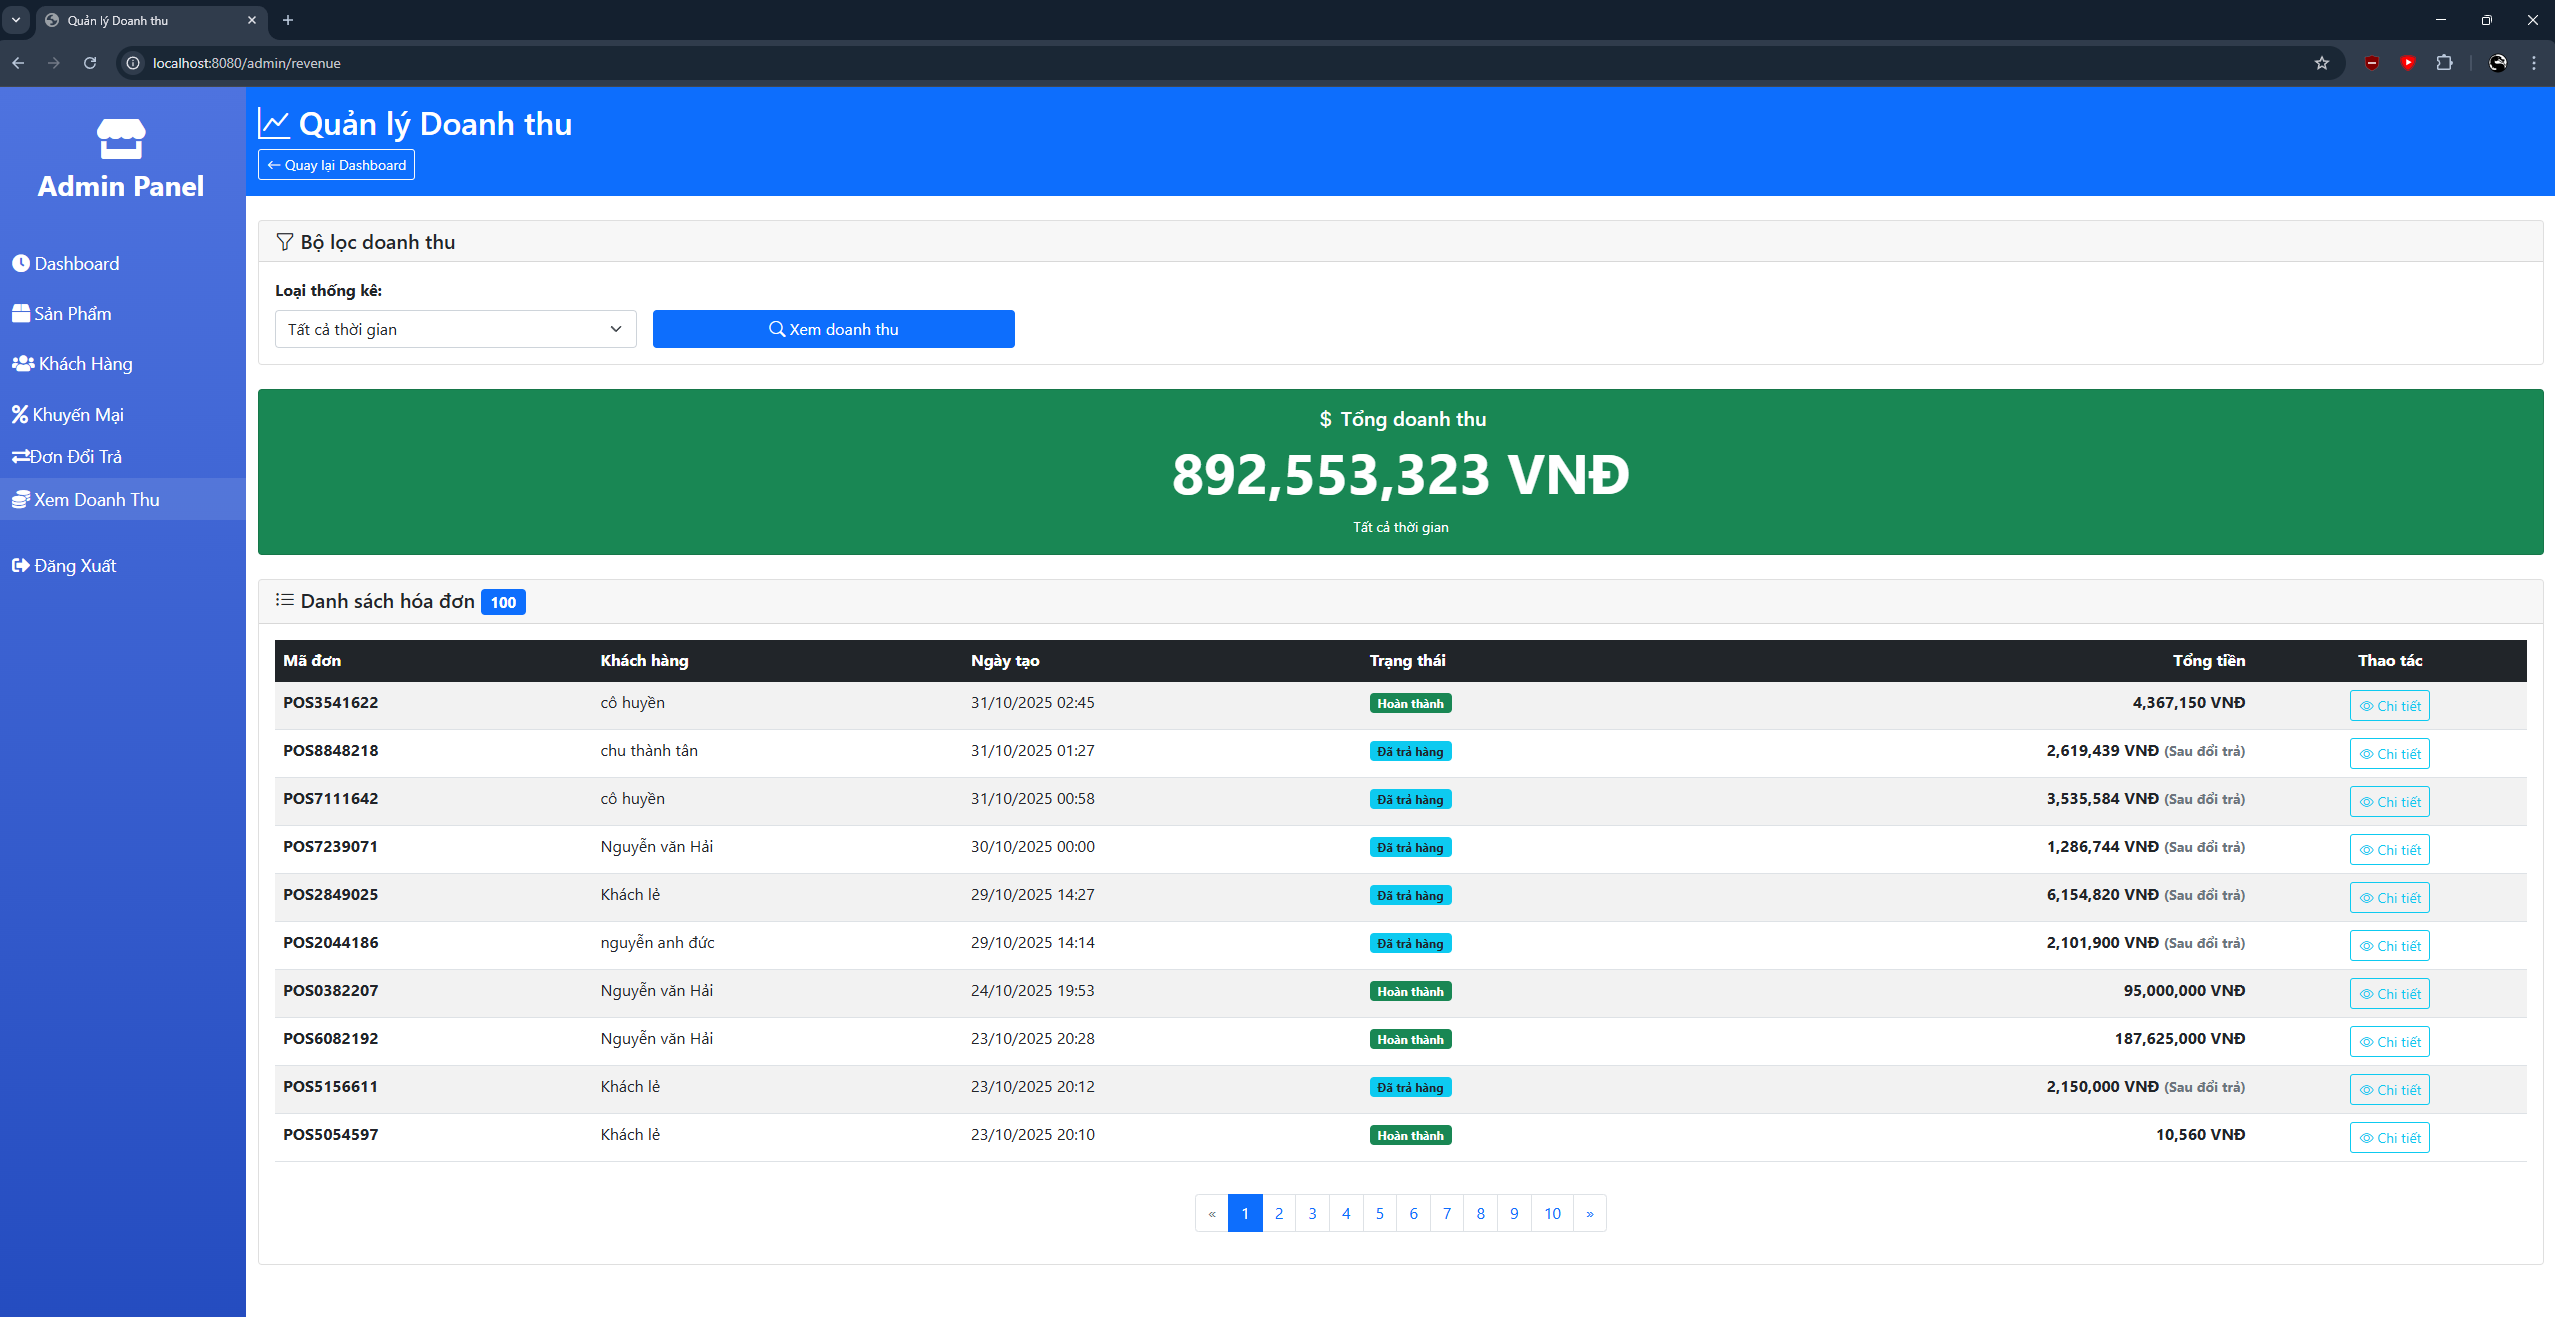 Quản lý Doanh thu
localhost:8080/admin/revenue
Admin Panel
Dashboard
Sản Phẩm
Khách Hàng
Khuyến Mại
Đơn Đổi Trả
Xem Doanh Thu
Đăng Xuất
Quản lý Doanh thu
← Quay lại Dashboard
Bộ lọc doanh thu
Loại thống kê:
Tất cả thời gian
Xem doanh thu
$ Tổng doanh thu
892,553,323 VNĐ
Tất cả thời gian
Danh sách hóa đơn 100
Mã đơn Khách hàng Ngày tạo Trạng thái Tổng tiền Thao tác
POS3541622 cô huyền 31/10/2025 02:45 Hoàn thành 4,367,150 VNĐ Chi tiết
POS8848218 chu thành tân 31/10/2025 01:27 Đã trả hàng 2,619,439 VNĐ (Sau đổi trả) Chi tiết
POS7111642 cô huyền 31/10/2025 00:58 Đã trả hàng 3,535,584 VNĐ (Sau đổi trả) Chi tiết
POS7239071 Nguyễn văn Hải 30/10/2025 00:00 Đã trả hàng 1,286,744 VNĐ (Sau đổi trả) Chi tiết
POS2849025 Khách lẻ 29/10/2025 14:27 Đã trả hàng 6,154,820 VNĐ (Sau đổi trả) Chi tiết
POS2044186 nguyễn anh đức 29/10/2025 14:14 Đã trả hàng 2,101,900 VNĐ (Sau đổi trả) Chi tiết
POS0382207 Nguyễn văn Hải 24/10/2025 19:53 Hoàn thành 95,000,000 VNĐ Chi tiết
POS6082192 Nguyễn văn Hải 23/10/2025 20:28 Hoàn thành 187,625,000 VNĐ Chi tiết
POS5156611 Khách lẻ 23/10/2025 20:12 Đã trả hàng 2,150,000 VNĐ (Sau đổi trả) Chi tiết
POS5054597 Khách lẻ 23/10/2025 20:10 Hoàn thành 10,560 VNĐ Chi tiết
« 1 2 3 4 5 6 7 8 9 10 »